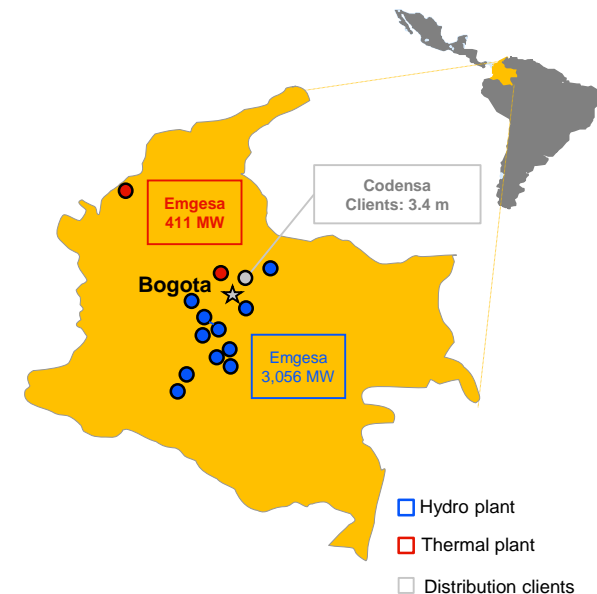 Emgesa
411 MW
Codensa
Clients: 3.4 m
Bogota
Emgesa
3,056 MW
Hydro plant
Thermal plant
Distribution clients